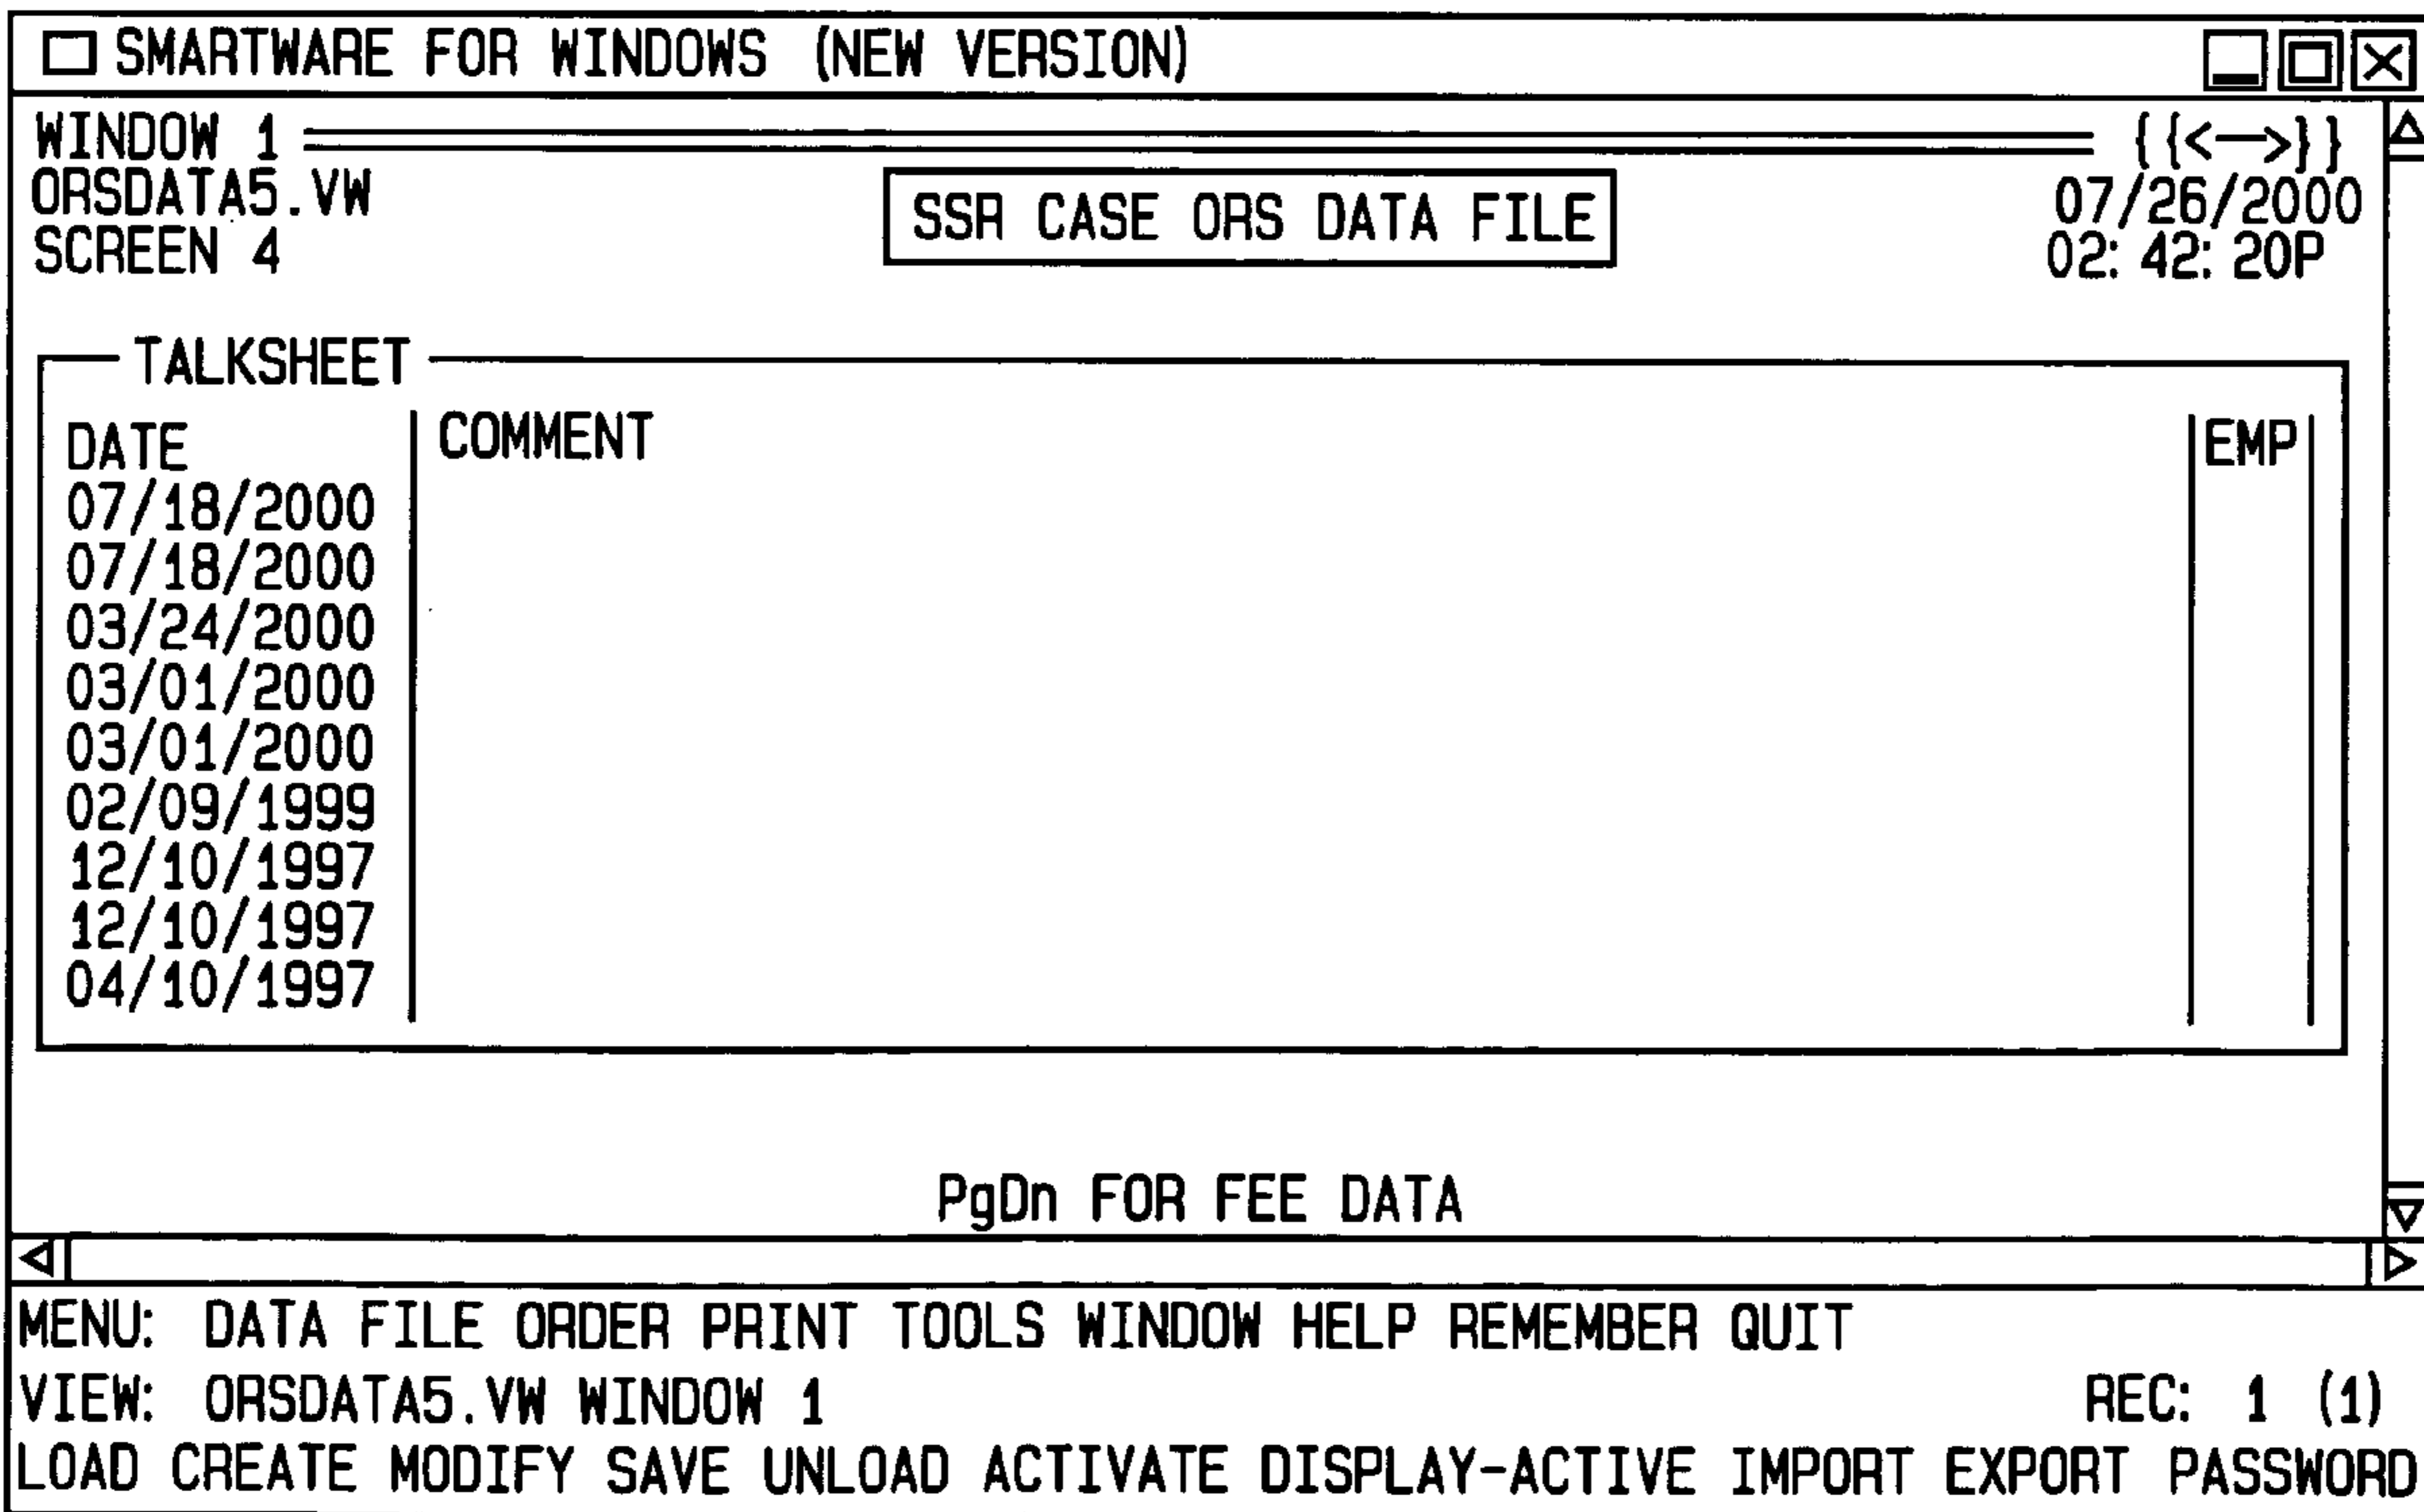 SMARTWARE FOR WINDOWS (NEW VERSION)
WINDOW 1 {{<—>}}
ORSDATA5.VW SSR CASE ORS DATA FILE 07/26/2000
SCREEN 4 02: 42: 20P
TALKSHEET
DATE COMMENT EMP
07/18/2000
07/18/2000
03/24/2000
03/01/2000
03/01/2000
02/09/1999
12/10/1997
12/10/1997
04/10/1997
PgDn FOR FEE DATA
MENU: DATA FILE ORDER PRINT TOOLS WINDOW HELP REMEMBER QUIT
VIEW: ORSDATA5.VW WINDOW 1 REC: 1 (1)
LOAD CREATE MODIFY SAVE UNLOAD ACTIVATE DISPLAY-ACTIVE IMPORT EXPORT PASSWORD